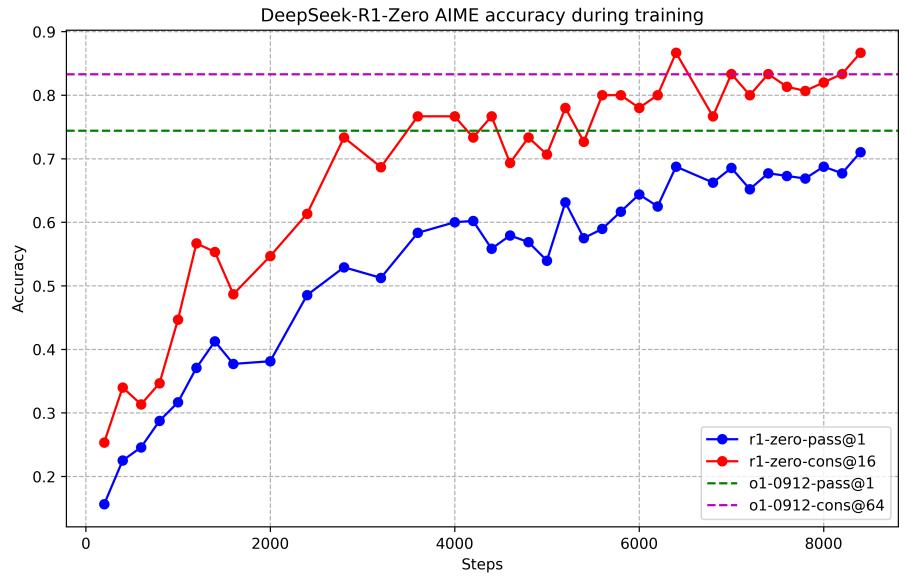 DeepSeek-R1-Zero AIME accuracy during training
0.9
0.8
0.7
0.6
0.5
0.4
0.3
0.2
Accuracy
0
2000
4000
6000
8000
Steps
r1-zero-pass@1
r1-zero-cons@16
o1-0912-pass@1
o1-0912-cons@64